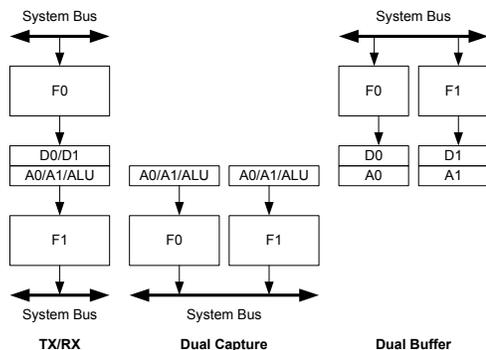 System Bus
F0
D0/D1
A0/A1/ALU
F1
System Bus
TX/RX
A0/A1/ALU
A0/A1/ALU
F0
F1
System Bus
Dual Capture
System Bus
F0
F1
D0
D1
A0
A1
Dual Buffer